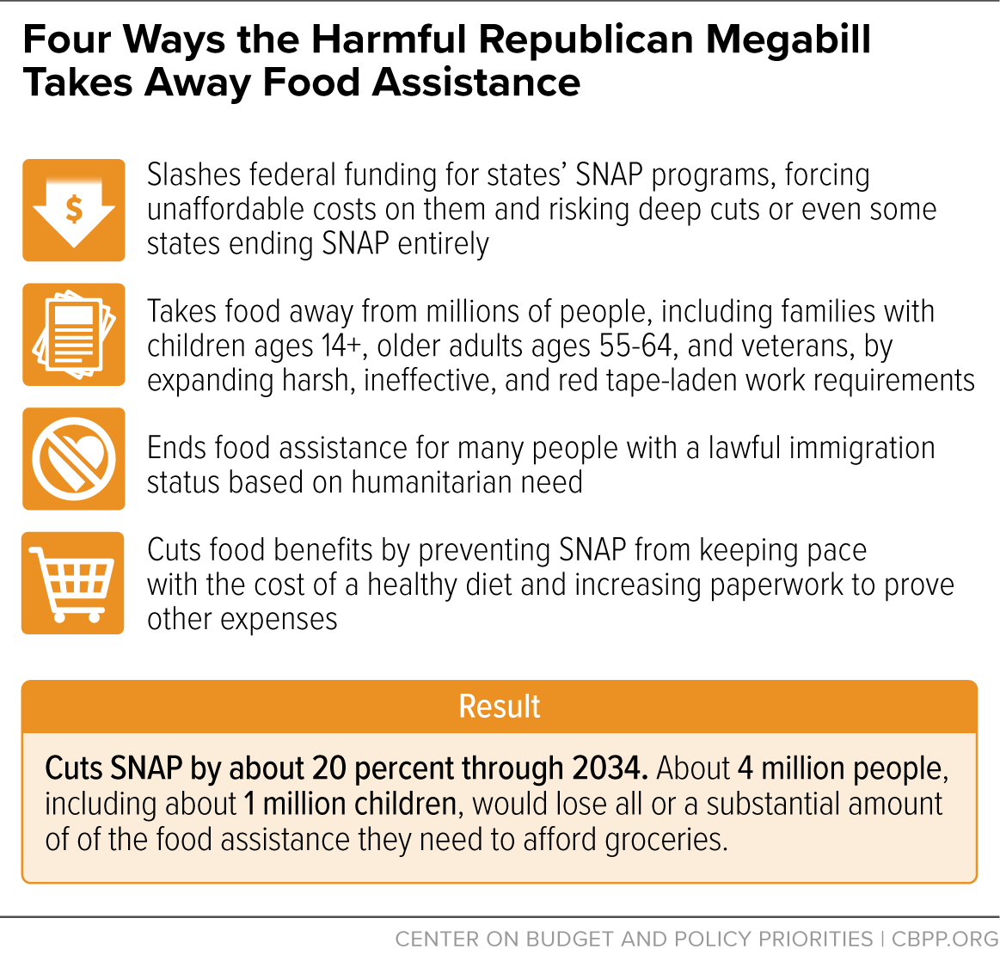 Four Ways the Harmful Republican Megabill
Takes Away Food Assistance
$
Slashes federal funding for states’ SNAP programs, forcing
unaffordable costs on them and risking deep cuts or even some
states ending SNAP entirely
Takes food away from millions of people, including families with
children ages 14+, older adults ages 55-64, and veterans, by
expanding harsh, ineffective, and red tape-laden work requirements
Ends food assistance for many people with a lawful immigration
status based on humanitarian need
Cuts food benefits by preventing SNAP from keeping pace
with the cost of a healthy diet and increasing paperwork to prove
other expenses
Result
Cuts SNAP by about 20 percent through 2034. About 4 million people,
including about 1 million children, would lose all or a substantial amount
of of the food assistance they need to afford groceries.
CENTER ON BUDGET AND POLICY PRIORITIES | CBPP.ORG